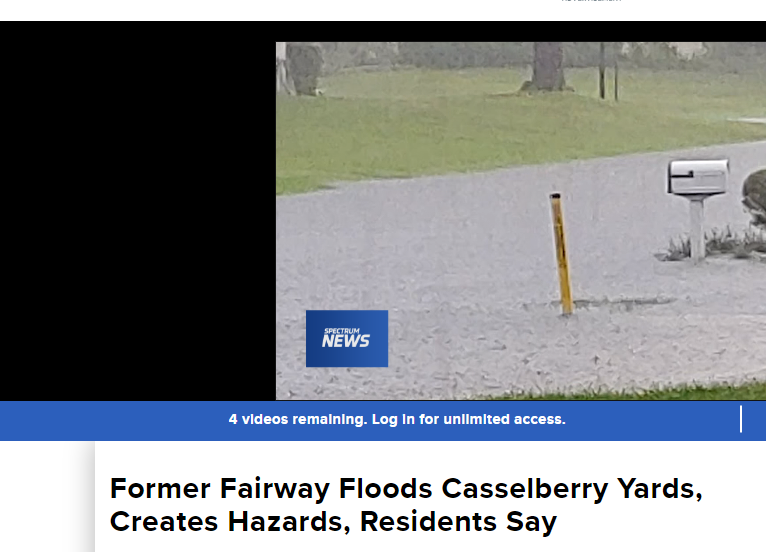 SPECTRUM
NEWS
4 videos remaining. Log in for unlimited access.
Former Fairway Floods Casselberry Yards,
Creates Hazards, Residents Say